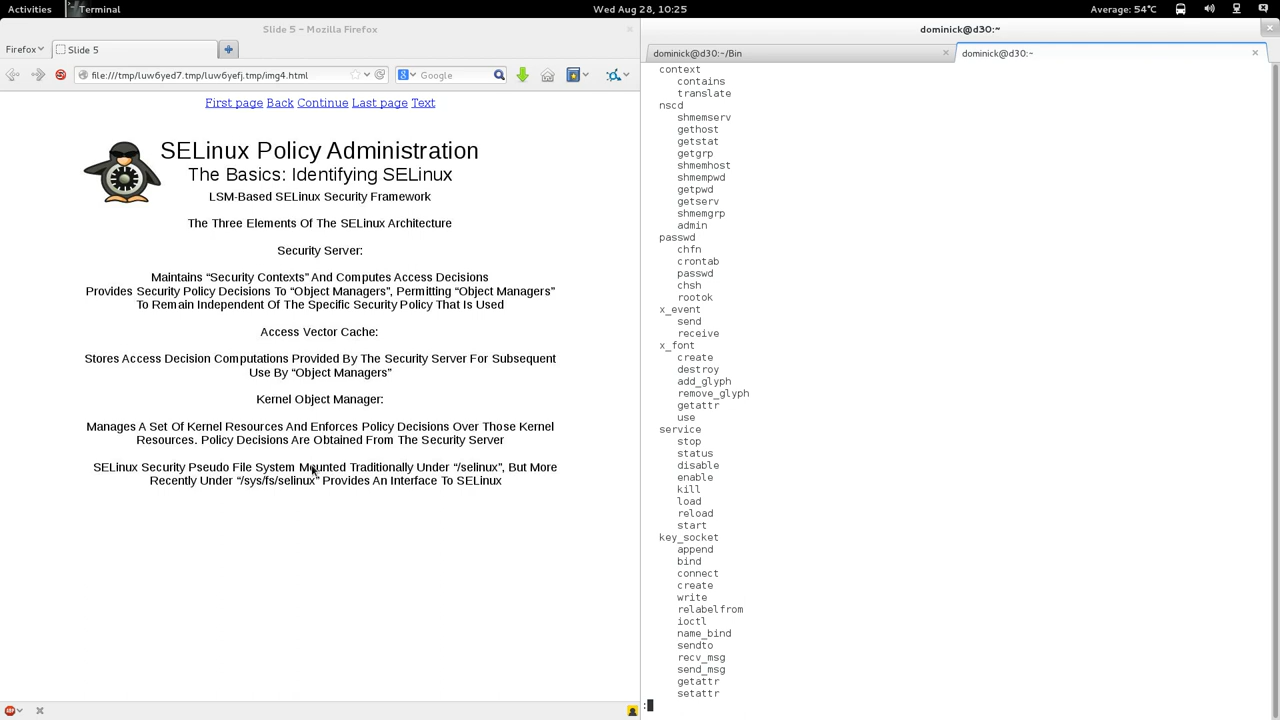 Activities
Terminal
Wed Aug 28, 10:25
Average: 54°C
Slide 5 – Mozilla Firefox
Firefox
Slide 5
file:///tmp/luw6yed7.tmp/luw6yefj.tmp/img4.html
Google
First page Back Continue Last page Text
SELinux Policy Administration
The Basics: Identifying SELinux
LSM-Based SELinux Security Framework
The Three Elements Of The SELinux Architecture
Security Server:
Maintains “Security Contexts” And Computes Access Decisions
Provides Security Policy Decisions To “Object Managers”, Permitting “Object Managers”
To Remain Independent Of The Specific Security Policy That Is Used
Access Vector Cache:
Stores Access Decision Computations Provided By The Security Server For Subsequent
Use By “Object Managers”
Kernel Object Manager:
Manages A Set Of Kernel Resources And Enforces Policy Decisions Over Those Kernel
Resources. Policy Decisions Are Obtained From The Security Server
SELinux Security Pseudo File System Mounted Traditionally Under “/selinux”, But More
Recently Under “/sys/fs/selinux” Provides An Interface To SELinux
dominick@d30:~
dominick@d30:~/Bin
dominick@d30:~
context
contains
translate
nscd
shmemserv
gethost
getstat
getgrp
shmemhost
shmempwd
getpwd
getserv
shmemgrp
admin
passwd
chfn
crontab
passwd
chsh
rootok
x_event
send
receive
x_font
create
destroy
add_glyph
remove_glyph
getattr
use
service
stop
status
disable
enable
kill
load
reload
start
key_socket
append
bind
connect
create
write
relabelfrom
ioctl
name_bind
sendto
recv_msg
send_msg
getattr
setattr
: